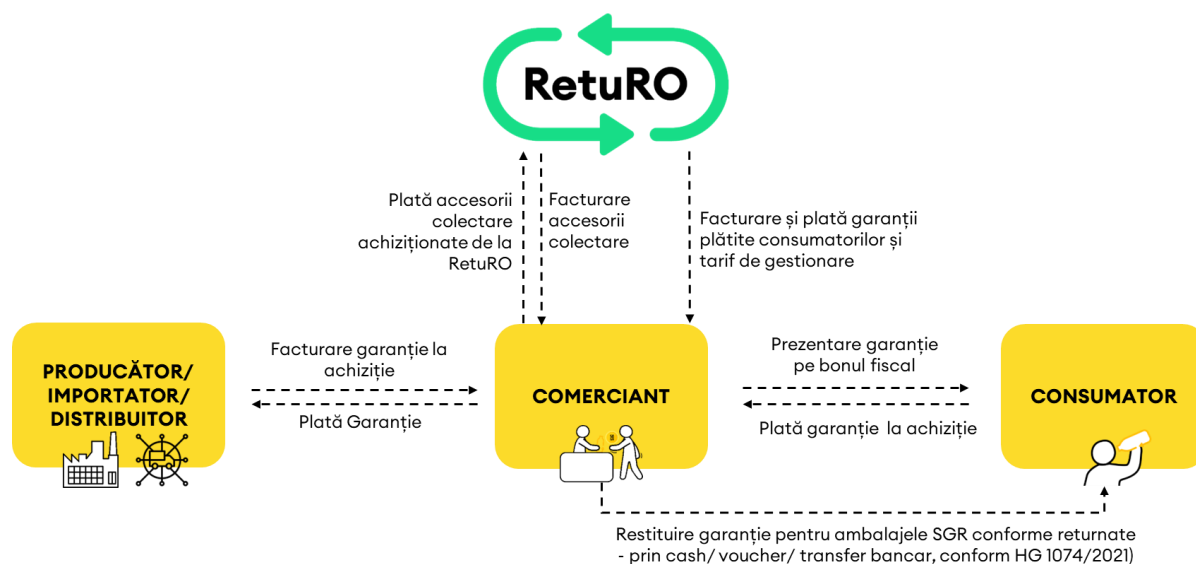 RetuRO
Plată accesorii
colectare
achiziționate de la
RetuRO
Facturare
accesorii
colectare
Facturare și plată garanții
plătite consumatorilor și
tarif de gestionare
PRODUCĂTOR/
IMPORTATOR/
DISTRIBUITOR
Facturare garanție la
achiziție
Plată Garanție
COMERCIANT
Prezentare garanție
pe bonul fiscal
Plată garanție la achiziție
CONSUMATOR
Restituire garanție pentru ambalajele SGR conforme returnate
- prin cash/ voucher/ transfer bancar, conform HG 1074/2021)